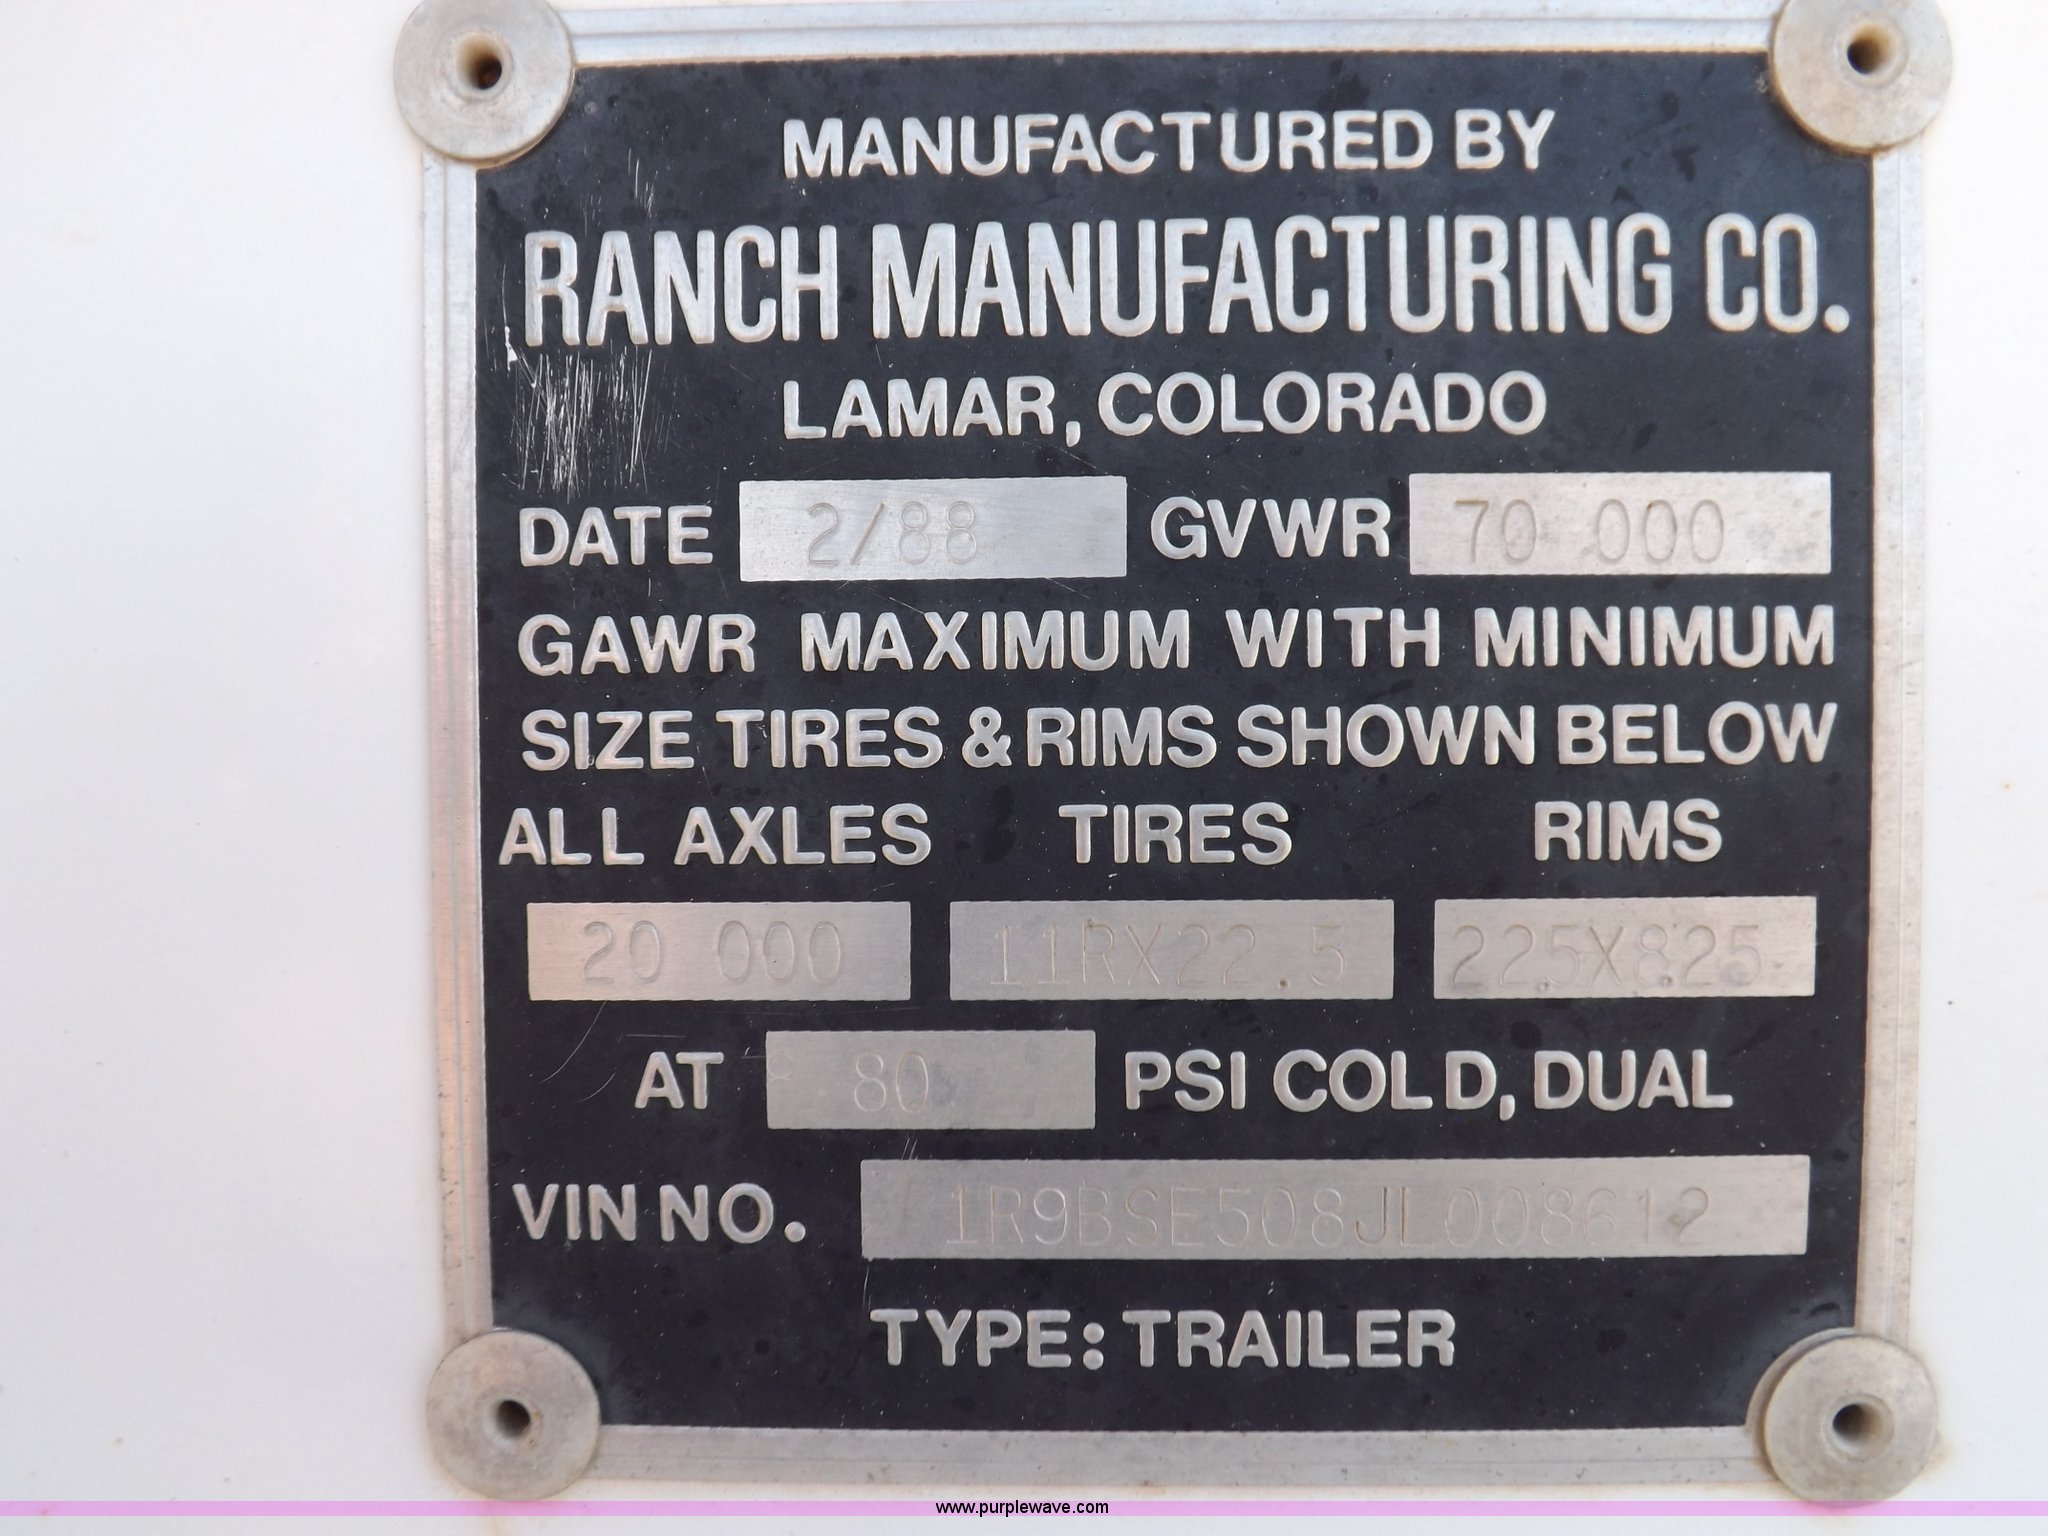 MANUFACTURED BY
RANCH MANUFACTURING CO.
LAMAR, COLORADO
DATE 2/88 GVWR 70 000
GAWR MAXIMUM WITH MINIMUM
SIZE TIRES & RIMS SHOWN BELOW
ALL AXLES TIRES RIMS
20 000 11RX22.5 225X825
AT 80 PSI COLD, DUAL
VIN NO. 1R9BSE508JL008612
TYPE: TRAILER
www.purplewave.com